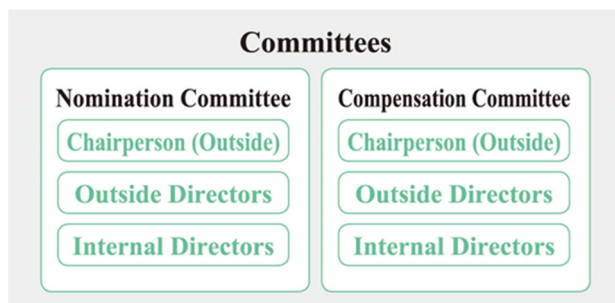 Committees
Nomination Committee
Chairperson (Outside)
Outside Directors
Internal Directors
Compensation Committee
Chairperson (Outside)
Outside Directors
Internal Directors